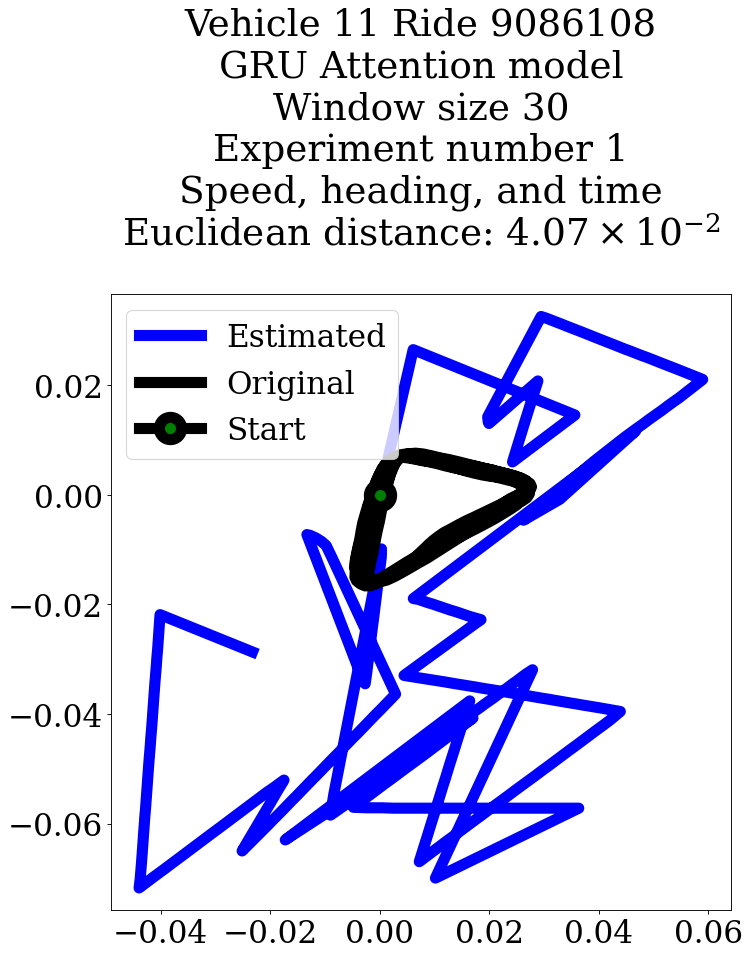 Vehicle 11 Ride 9086108
GRU Attention model
Window size 30
Experiment number 1
Speed, heading, and time
Euclidean distance: 4.07 × 10⁻²
Estimated
Original
Start
0.02
0.00
−0.02
−0.04
−0.06
−0.04 −0.02 0.00 0.02 0.04 0.06